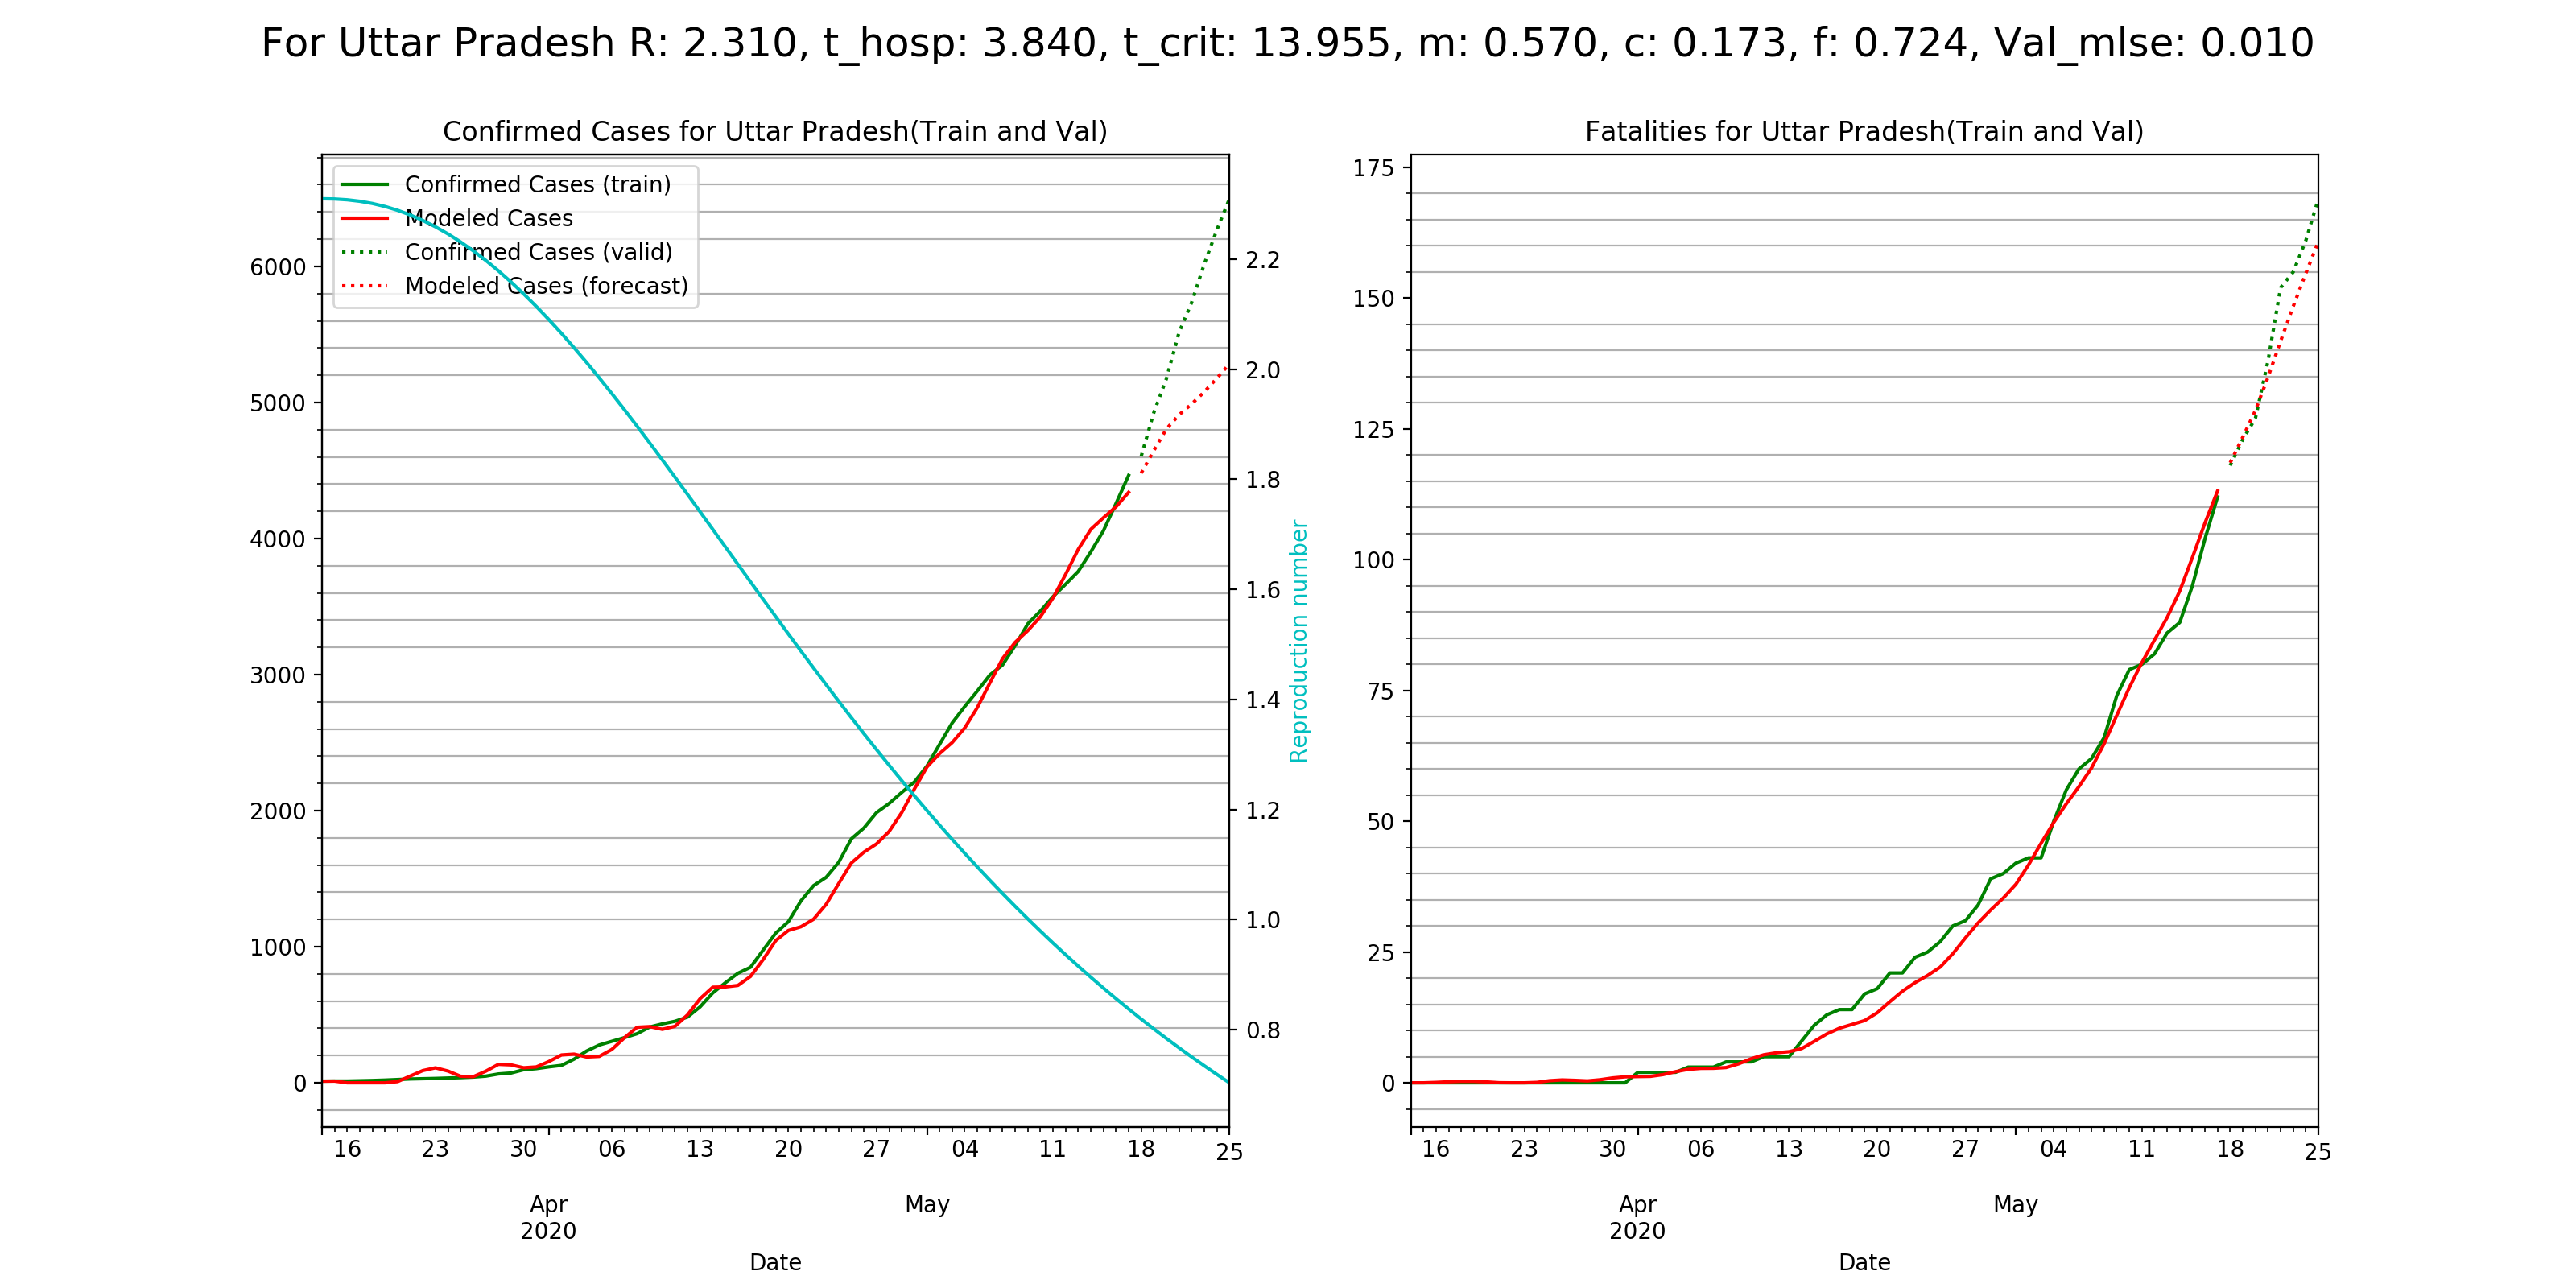 For Uttar Pradesh R: 2.310, t_hosp: 3.840, t_crit: 13.955, m: 0.570, c: 0.173, f: 0.724, Val_mlse: 0.010
Confirmed Cases for Uttar Pradesh(Train and Val)
Confirmed Cases (train)
Modeled Cases
Confirmed Cases (valid)
Modeled Cases (forecast)
6000
5000
4000
3000
2000
1000
0
2.2
2.0
1.8
1.6
1.4
1.2
1.0
0.8
Reproduction number
16 23 30 06 13 20 27 04 11 18 25
Apr May
2020
Date
Fatalities for Uttar Pradesh(Train and Val)
175
150
125
100
75
50
25
0
16 23 30 06 13 20 27 04 11 18 25
Apr May
2020
Date